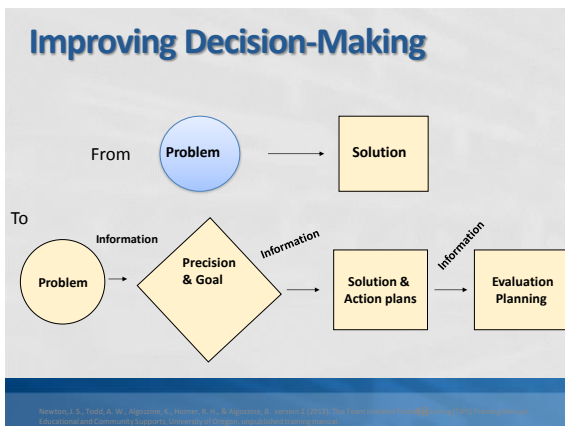 Improving Decision-Making
From
Problem
Solution
To
Information
Information
Information
Problem
Precision
& Goal
Solution &
Action plans
Evaluation
Planning
Newton, J. S., Todd, A. W., Algozzine, K., Horner, R. H., & Algozzine, B.
Educational and Community Supports, University of Oregon, unpublished training manual